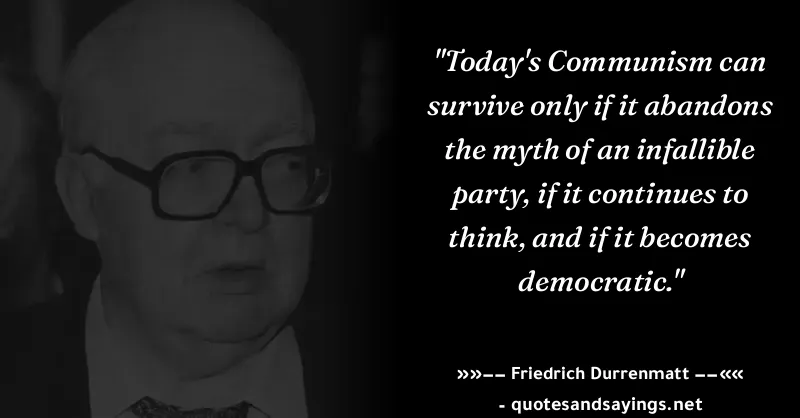 "Today's Communism can
survive only if it abandons
the myth of an infallible
party, if it continues to
think, and if it becomes
democratic."
»»–– Friedrich Durrenmatt ––««
- quotesandsayings.net